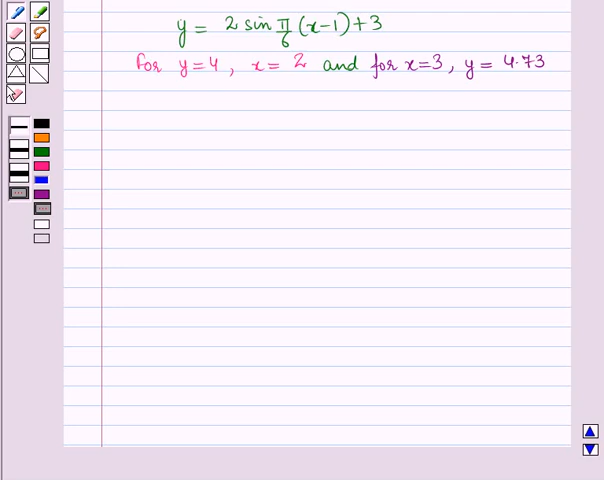 y = 2 sin π/6 (x-1) + 3
For y=4, x= 2 and for x=3, y = 4.73